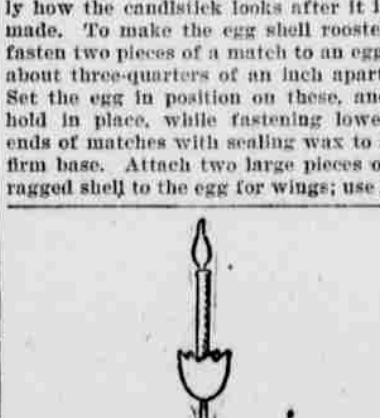 ly how the candlstick looks after it i
made. To make the egg shell rooste
fasten two pieces of a match to an egg
about three-quarters of an inch apart
Set the egg in position on these, and
hold in place, while fastening lowe
ends of matches with sealing wax to
firm base. Attach two large pieces o
ragged shell to the egg for wings; use